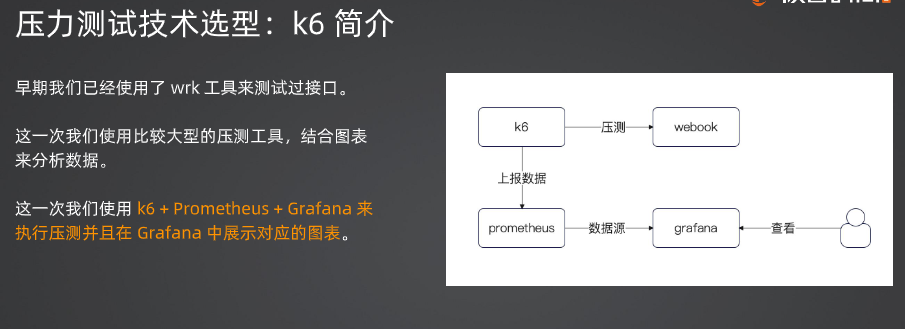 压力测试技术选型：k6 简介
早期我们已经使用了 wrk 工具来测试过接口。
这一次我们使用比较大型的压测工具，结合图表
来分析数据。
这一次我们使用 k6 + Prometheus + Grafana 来
执行压测并且在 Grafana 中展示对应的图表。
k6
压测
webook
上报数据
prometheus
数据源
grafana
查看